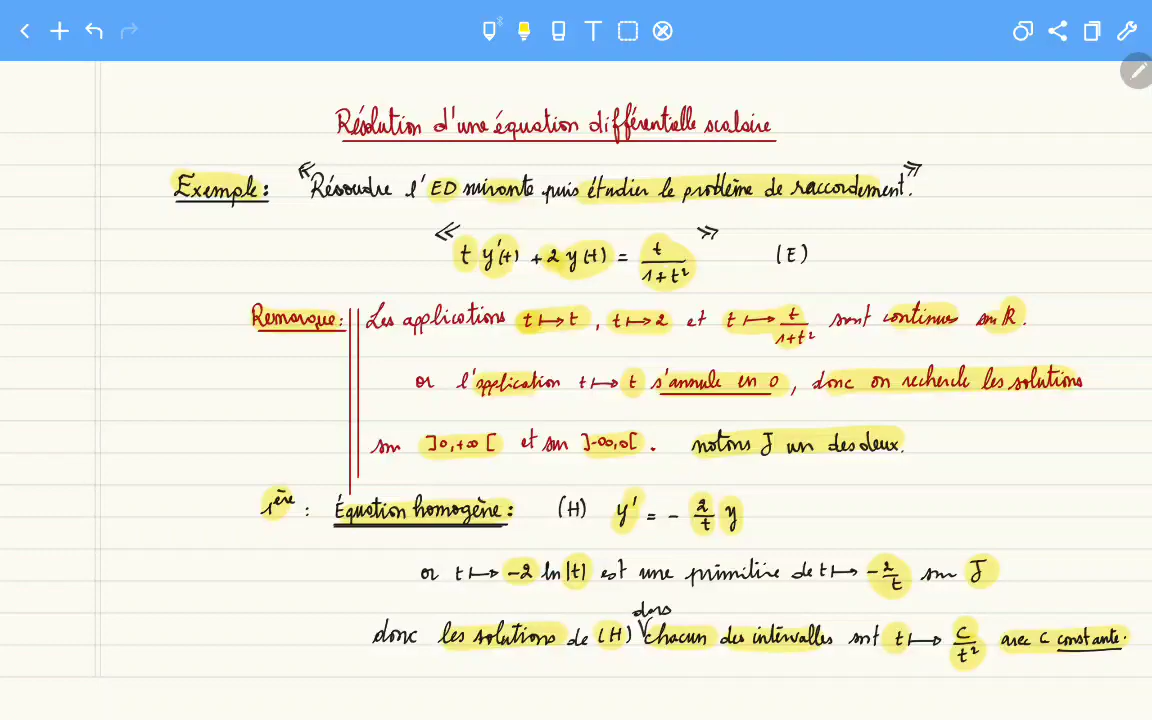 Résolution d'une équation différentielle scalaire
Exemple : « Résoudre l'ED suivante puis étudier le problème de raccordement. »
« t y'(t) + 2 y(t) = t/(1+t²) » (E)
Remarque : Les applications t ↦ t, t ↦ 2 et t ↦ t/(1+t²) sont continues sur ℝ.
or l'application t ↦ t s'annule en 0, donc on recherche les solutions
sur ]0,+∞[ et sur ]-∞,0[. notons J un des deux.
1ère : Équation homogène : (H) y' = - 2/t y
or t ↦ -2 ln|t| est une primitive de t ↦ -2/t sur J
donc les solutions de (H) dans chacun des intervalles sont t ↦ C/t² avec C constante.